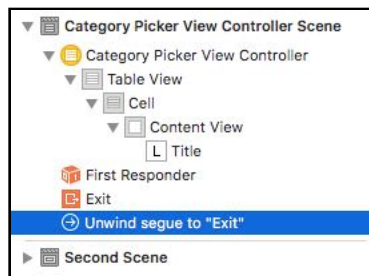 Category Picker View Controller Scene
Category Picker View Controller
Table View
Cell
Content View
L Title
First Responder
Exit
Unwind segue to "Exit"
Second Scene